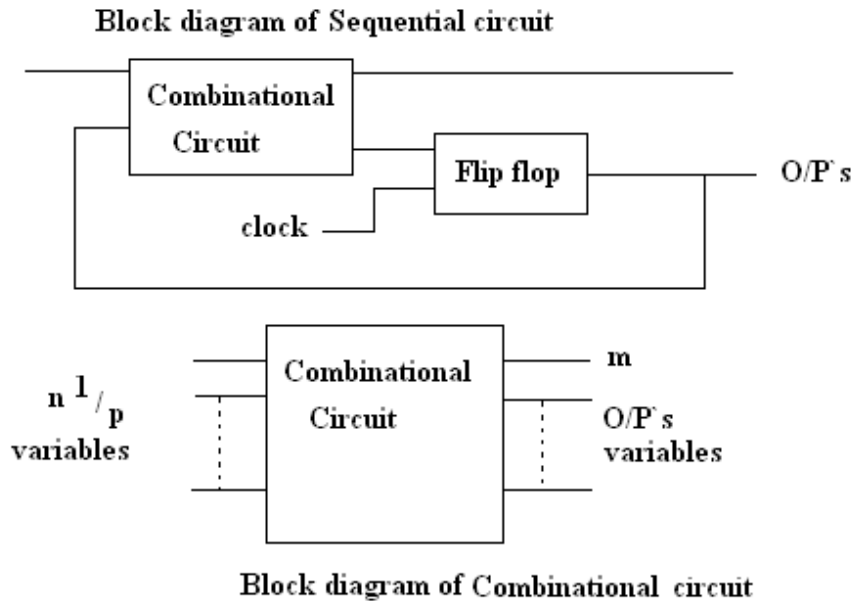 Block diagram of Sequential circuit
Combinational
Circuit
Flip flop
O/P`s
clock
Combinational
Circuit
m
n 1/p
variables
O/P`s
variables
Block diagram of Combinational circuit